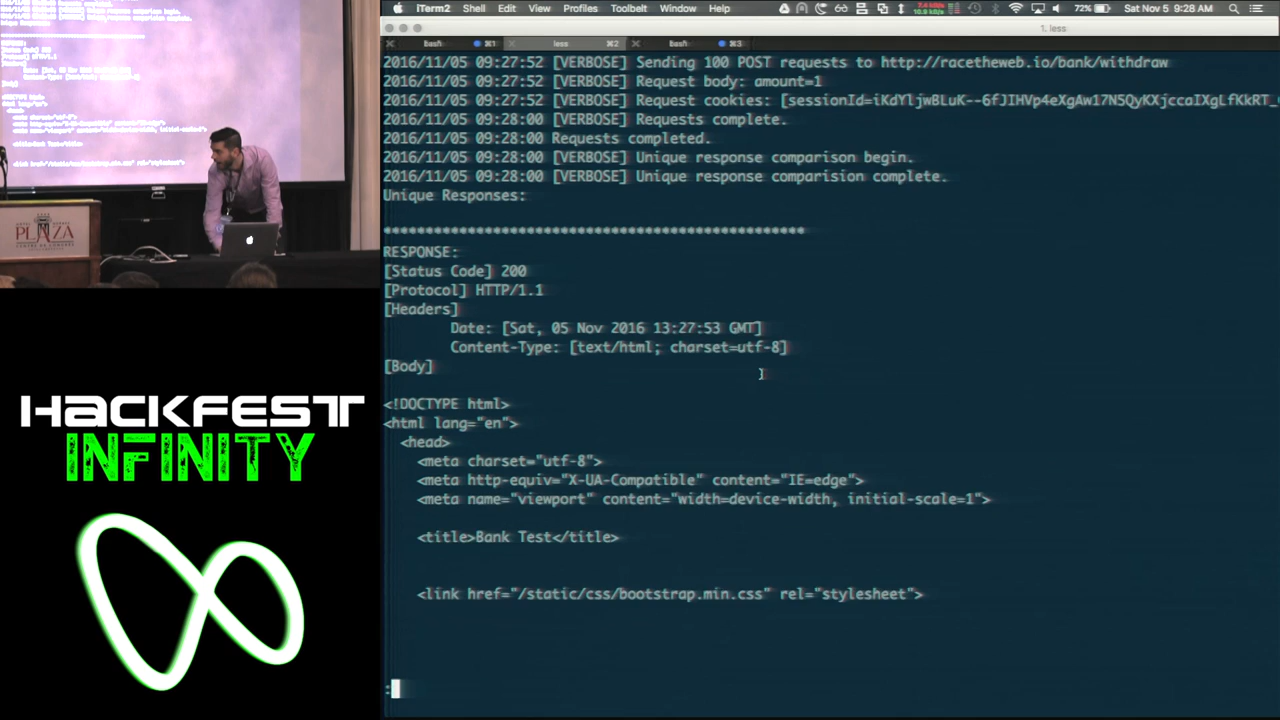 iTerm2 Shell Edit View Profiles Toolbelt Window Help 72% Sat Nov 5 9:28 AM
1: less
Bash ⌘1 less ⌘2 Bash ⌘3
2016/11/05 09:27:52 [VERBOSE] Sending 100 POST requests to http://racetheweb.io/bank/withdraw
2016/11/05 09:27:52 [VERBOSE] Request body: amount=1
2016/11/05 09:27:52 [VERBOSE] Request cookies: [sessionId=iKdYljwBLuK--6fJIHVp4eXgAw17N5QyKXjccaIXgLfKkRT_
2016/11/05 09:28:00 [VERBOSE] Requests complete.
2016/11/05 09:28:00 Requests completed.
2016/11/05 09:28:00 [VERBOSE] Unique response comparison begin.
2016/11/05 09:28:00 [VERBOSE] Unique response comparision complete.
Unique Responses:
**************************************************
RESPONSE:
[Status Code] 200
[Protocol] HTTP/1.1
[Headers]
Date: [Sat, 05 Nov 2016 13:27:53 GMT]
Content-Type: [text/html; charset=utf-8]
[Body]
<!DOCTYPE html>
<html lang="en">
<head>
<meta charset="utf-8">
<meta http-equiv="X-UA-Compatible" content="IE=edge">
<meta name="viewport" content="width=device-width, initial-scale=1">
<title>Bank Test</title>
<link href="/static/css/bootstrap.min.css" rel="stylesheet">
:
PLAZA
HACKFEST
INFINITY